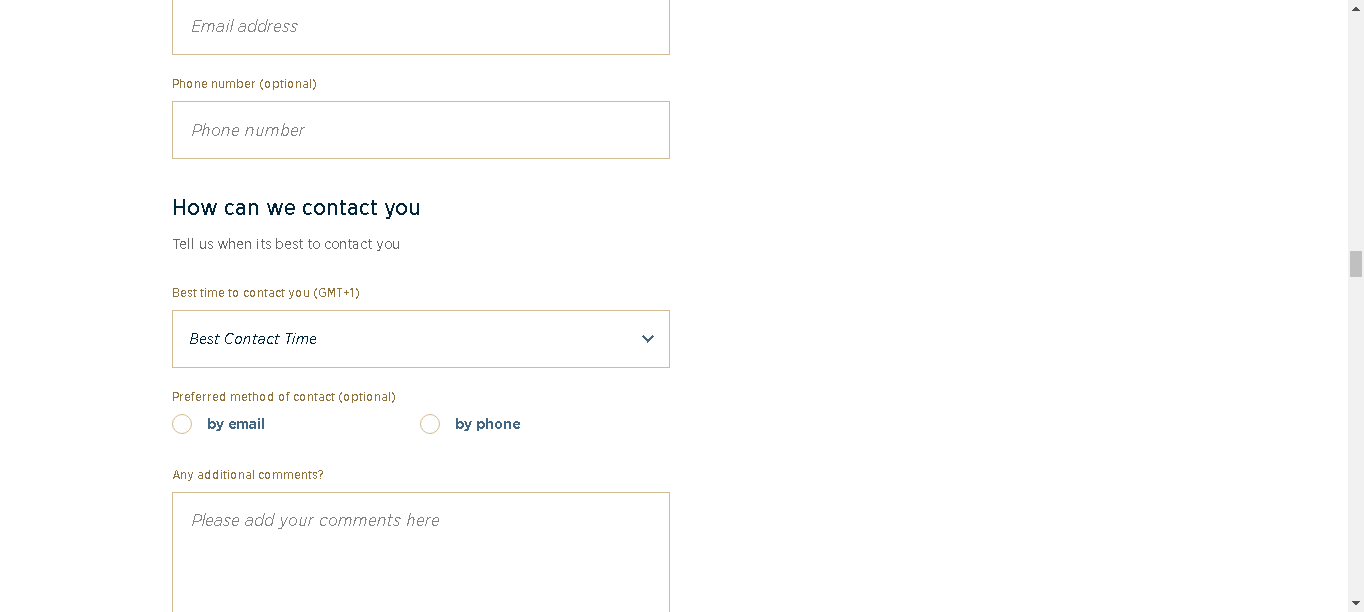 Email address
Phone number (optional)
Phone number
How can we contact you
Tell us when its best to contact you
Best time to contact you (GMT+1)
Best Contact Time
Preferred method of contact (optional)
by email by phone
Any additional comments?
Please add your comments here